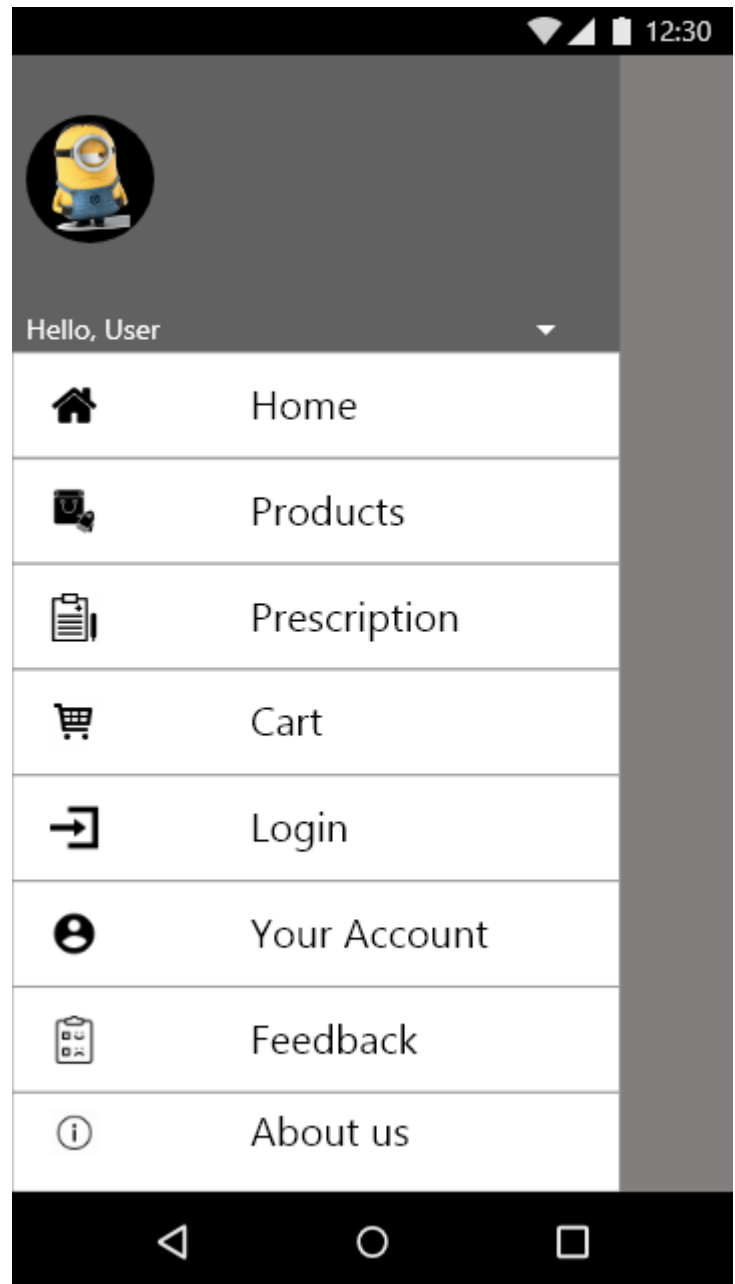 12:30
Hello, User
Home
Products
Prescription
Cart
Login
Your Account
Feedback
About us